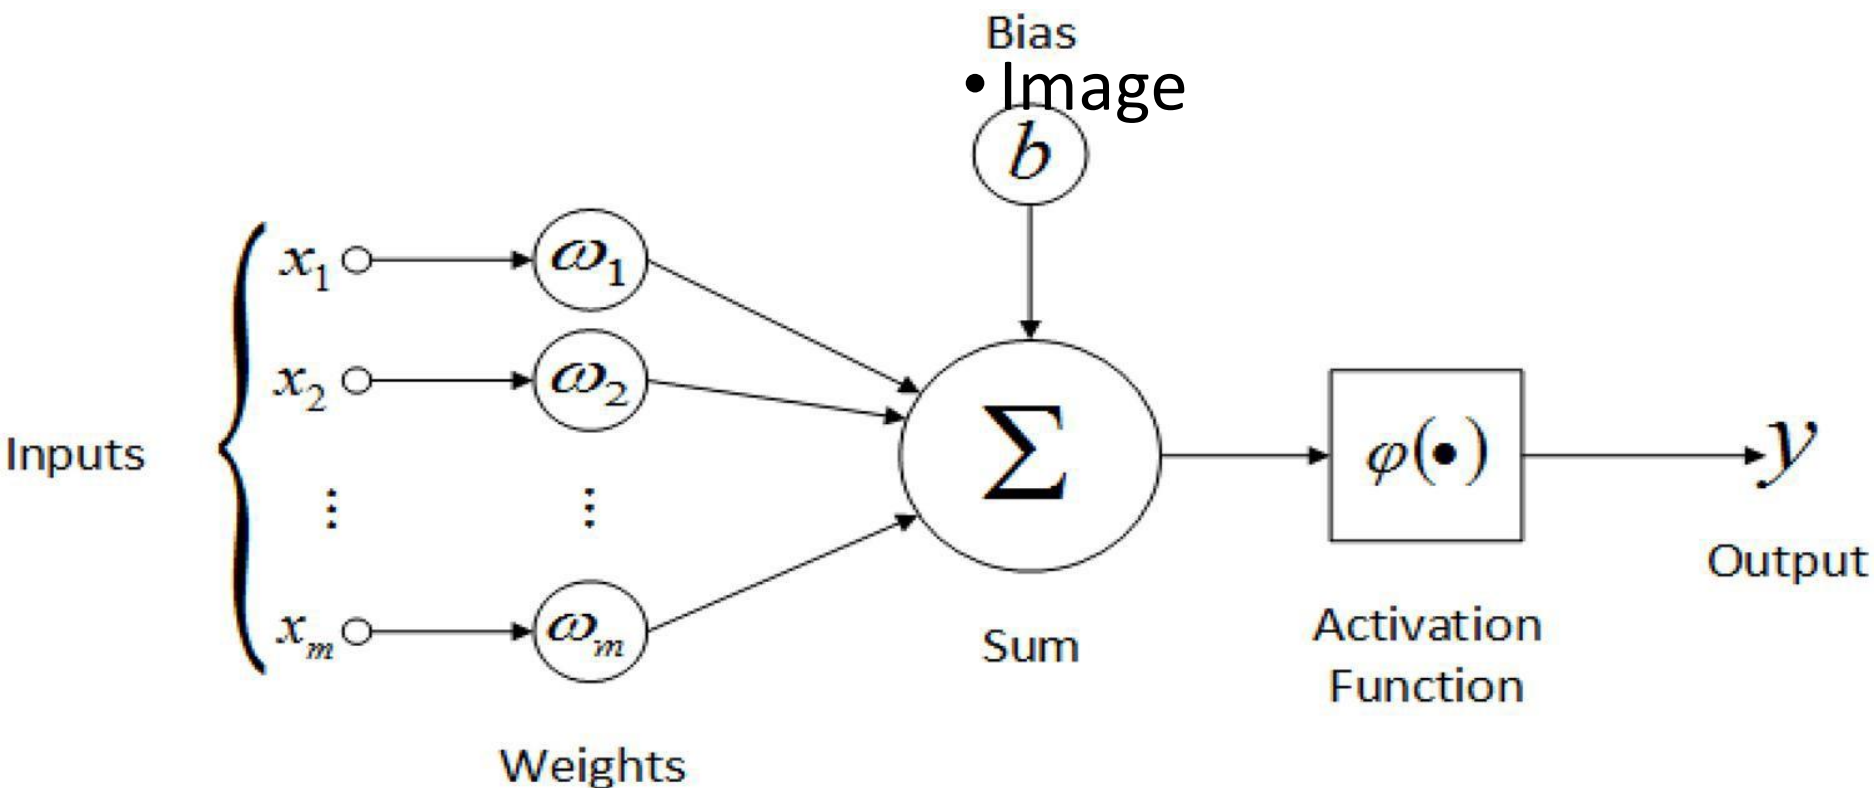 Bias
• Image
b
x₁ ω₁
x₂ ω₂
Inputs
Σ
φ(•)
y
⋮ ⋮
Output
xₘ ωₘ
Sum
Activation
Function
Weights